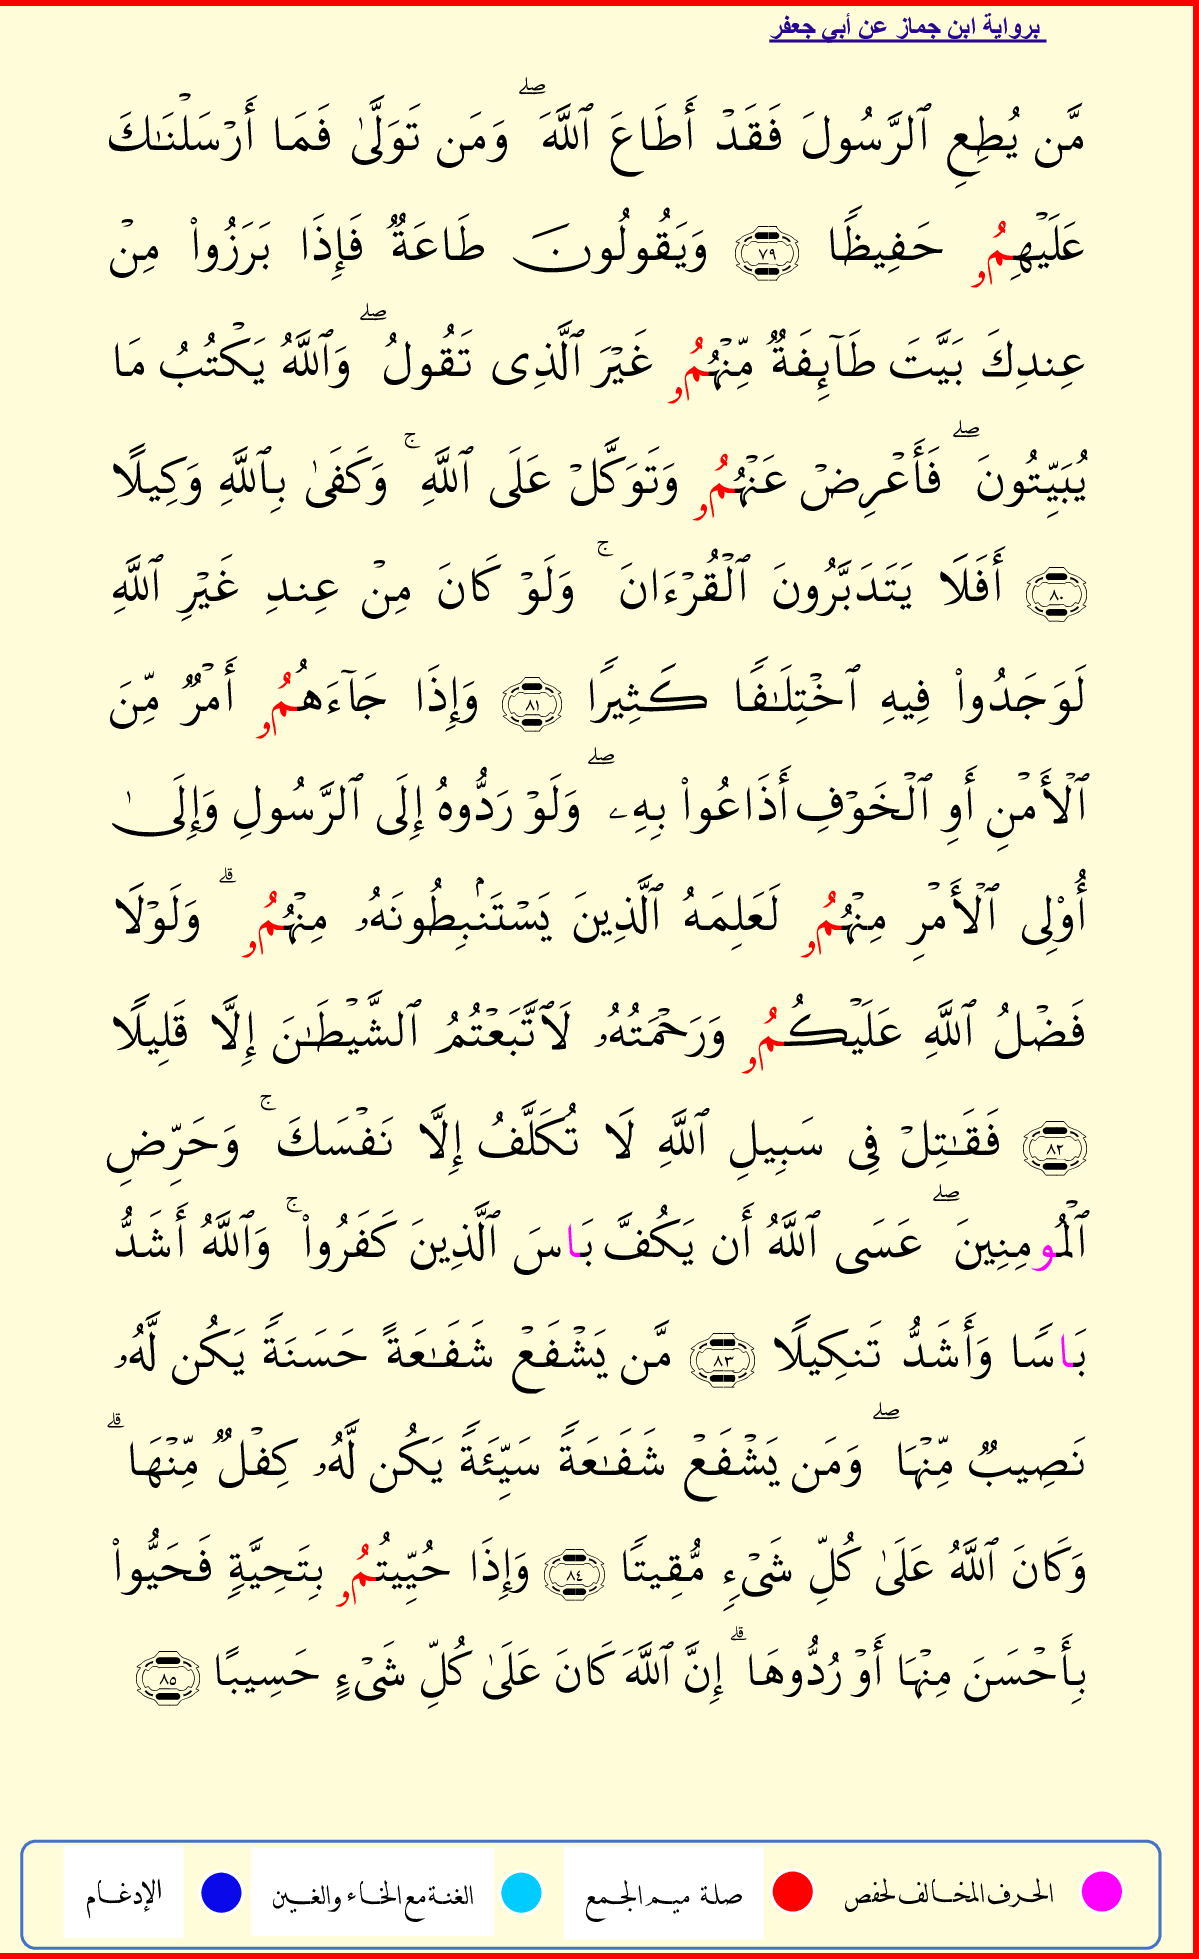 برواية ابن جماز عن أبي جعفر
مَّن يُطِعِ ٱلرَّسُولَ فَقَدۡ أَطَاعَ ٱللَّهَۖ وَمَن تَوَلَّىٰ فَمَا أَرۡسَلۡنَـٰكَ
عَلَيۡهِمُۥ حَفِيظًا ٧٩ وَيَقُولُونَ طَاعَةٌ فَإِذَا بَرَزُواْ مِنۡ
عِندِكَ بَيَّتَ طَآئِفَةٌ مِّنۡهُمُۥ غَيۡرَ ٱلَّذِى تَقُولُۖ وَٱللَّهُ يَكۡتُبُ مَا
يُبَيِّتُونَۖ فَأَعۡرِضۡ عَنۡهُمُۥ وَتَوَكَّلۡ عَلَى ٱللَّهِۚ وَكَفَىٰ بِٱللَّهِ وَكِيلًا
٨٠ أَفَلَا يَتَدَبَّرُونَ ٱلۡقُرۡءَانَۚ وَلَوۡ كَانَ مِنۡ عِندِ غَيۡرِ ٱللَّهِ
لَوَجَدُواْ فِيهِ ٱخۡتِلَـٰفًا كَثِيرًا ٨١ وَإِذَا جَآءَهُمُۥ أَمۡرٌ مِّنَ
ٱلۡأَمۡنِ أَوِ ٱلۡخَوۡفِ أَذَاعُواْ بِهِۦۖ وَلَوۡ رَدُّوهُ إِلَى ٱلرَّسُولِ وَإِلَىٰ
أُوْلِى ٱلۡأَمۡرِ مِنۡهُمُۥ لَعَلِمَهُ ٱلَّذِينَ يَسۡتَنۢبِطُونَهُۥ مِنۡهُمُۥۗ وَلَوۡلَا
فَضۡلُ ٱللَّهِ عَلَيۡكُمُۥ وَرَحۡمَتُهُۥ لَٱتَّبَعۡتُمُ ٱلشَّيۡطَـٰنَ إِلَّا قَلِيلًا
٨٢ فَقَـٰتِلۡ فِى سَبِيلِ ٱللَّهِ لَا تُكَلَّفُ إِلَّا نَفۡسَكَۚ وَحَرِّضِ
ٱلۡمُومِنِينَۖ عَسَى ٱللَّهُ أَن يَكُفَّ بَاسَ ٱلَّذِينَ كَفَرُواْۚ وَٱللَّهُ أَشَدُّ
بَاسًا وَأَشَدُّ تَنكِيلًا ٨٣ مَّن يَشۡفَعۡ شَفَـٰعَةً حَسَنَةً يَكُن لَّهُۥ
نَصِيبٌ مِّنۡهَاۖ وَمَن يَشۡفَعۡ شَفَـٰعَةً سَيِّئَةً يَكُن لَّهُۥ كِفۡلٌ مِّنۡهَاۗ
وَكَانَ ٱللَّهُ عَلَىٰ كُلِّ شَىۡءٍ مُّقِيتًا ٨٤ وَإِذَا حُيِّيتُمُۥ بِتَحِيَّةٍ فَحَيُّواْ
بِأَحۡسَنَ مِنۡهَا أَوۡ رُدُّوهَاۗ إِنَّ ٱللَّهَ كَانَ عَلَىٰ كُلِّ شَىۡءٍ حَسِيبًا ٨٥
الحرف المخالف لحفص صلة ميم الجمع الغنة مع الخاء والغين الإدغام